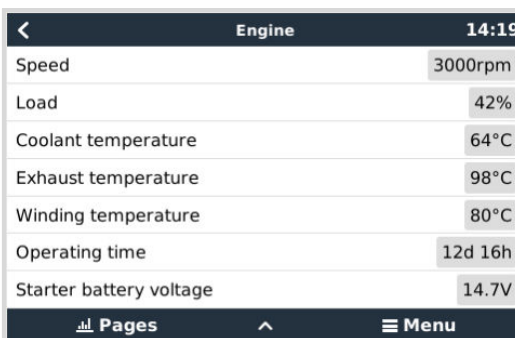 Engine 14:19
Speed 3000rpm
Load 42%
Coolant temperature 64°C
Exhaust temperature 98°C
Winding temperature 80°C
Operating time 12d 16h
Starter battery voltage 14.7V
Pages Menu